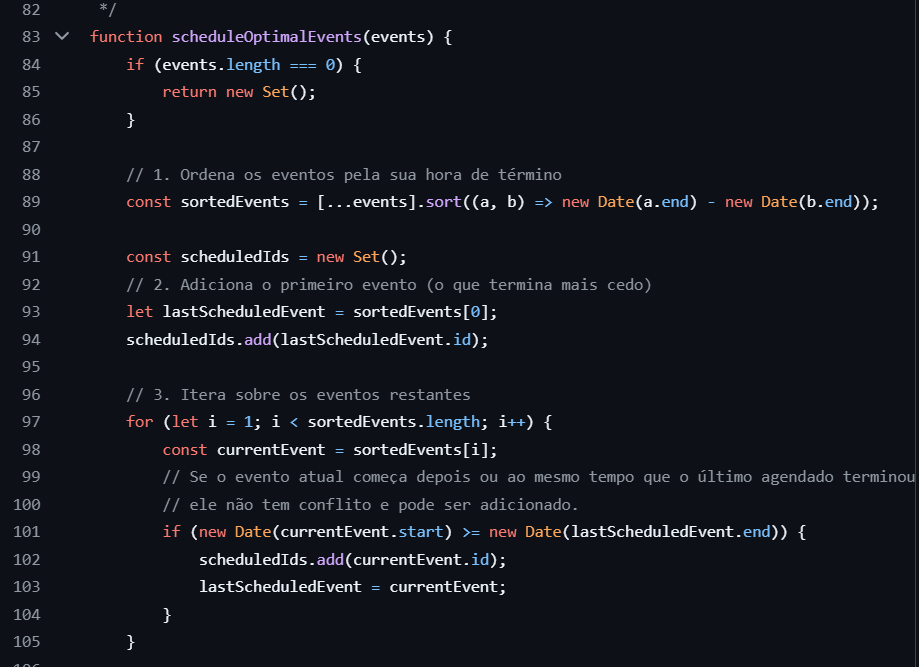 82 */
83 function scheduleOptimalEvents(events) {
84 if (events.length === 0) {
85 return new Set();
86 }
87
88 // 1. Ordena os eventos pela sua hora de término
89 const sortedEvents = [...events].sort((a, b) => new Date(a.end) - new Date(b.end));
90
91 const scheduledIds = new Set();
92 // 2. Adiciona o primeiro evento (o que termina mais cedo)
93 let lastScheduledEvent = sortedEvents[0];
94 scheduledIds.add(lastScheduledEvent.id);
95
96 // 3. Itera sobre os eventos restantes
97 for (let i = 1; i < sortedEvents.length; i++) {
98 const currentEvent = sortedEvents[i];
99 // Se o evento atual começa depois ou ao mesmo tempo que o último agendado terminou
100 // ele não tem conflito e pode ser adicionado.
101 if (new Date(currentEvent.start) >= new Date(lastScheduledEvent.end)) {
102 scheduledIds.add(currentEvent.id);
103 lastScheduledEvent = currentEvent;
104 }
105 }